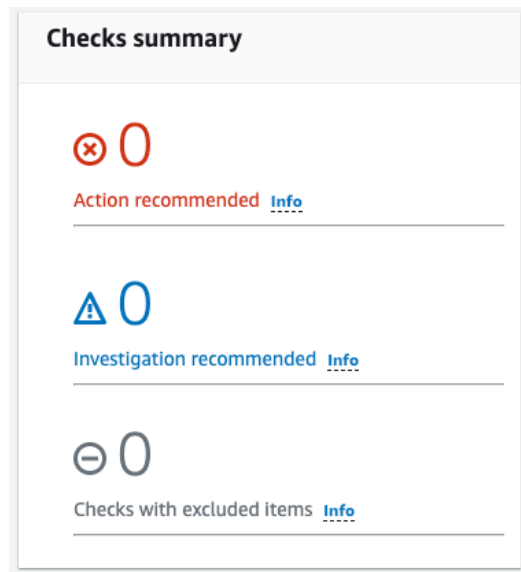 Checks summary
0
Action recommended Info
0
Investigation recommended Info
0
Checks with excluded items Info